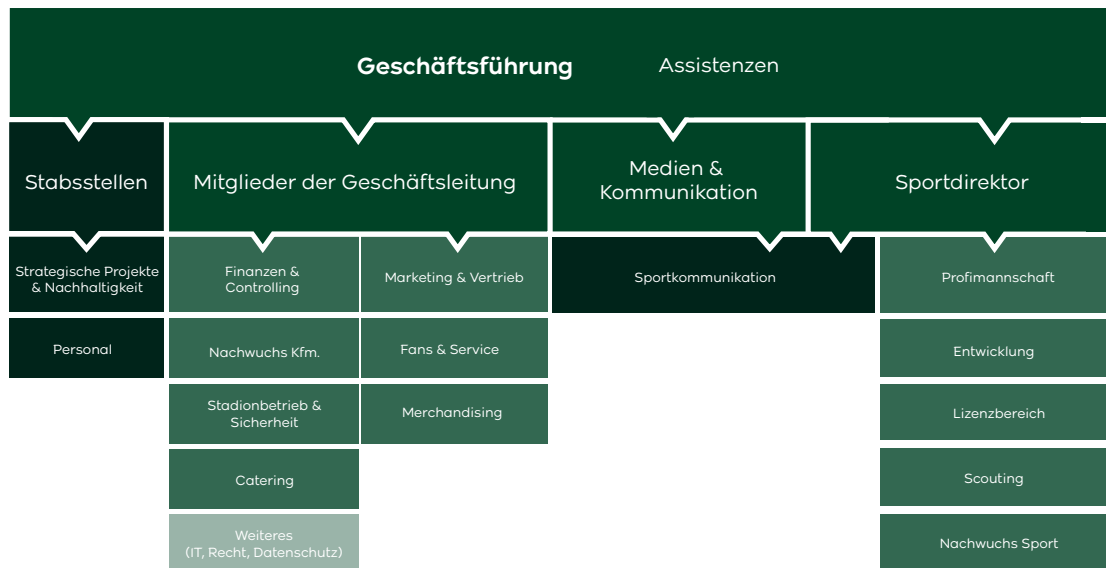 Geschäftsführung Assistenzen
Stabsstellen
Mitglieder der Geschäftsleitung
Medien &
Kommunikation
Sportdirektor
Strategische Projekte
& Nachhaltigkeit
Personal
Finanzen &
Controlling
Nachwuchs Kfm.
Stadionbetrieb &
Sicherheit
Catering
Weiteres
(IT, Recht, Datenschutz)
Marketing & Vertrieb
Fans & Service
Merchandising
Sportkommunikation
Profimannschaft
Entwicklung
Lizenzbereich
Scouting
Nachwuchs Sport